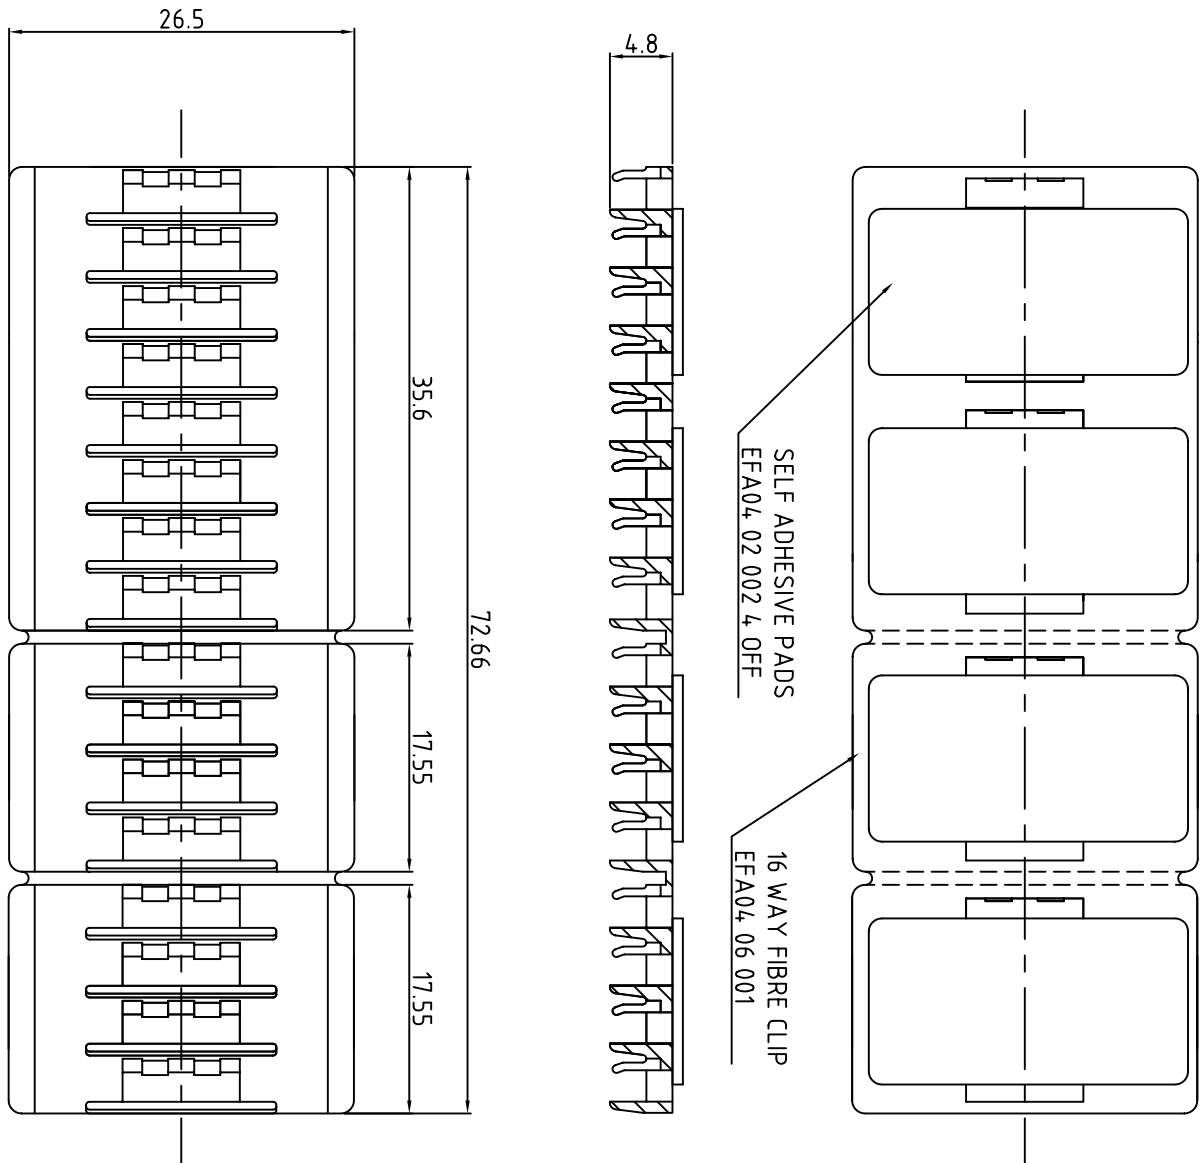 26.5
4.8
35.6
72.66
17.55
17.55
SELF ADHESIVE PADS
EFA04 02 002 4 OFF
16 WAY FIBRE CLIP
EFA04 06 001